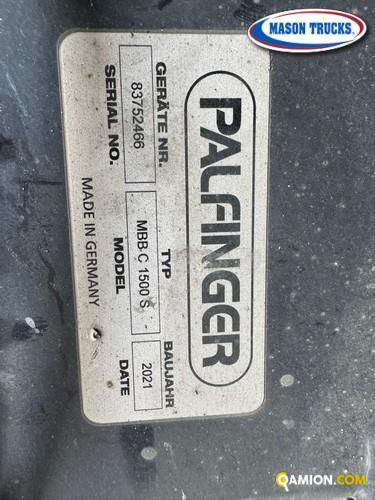 MASON TRUCKS.
PALFINGER
GERÄTE NR. TYP BAUJAHR
83752466 MBB C 1500 S - 2021
SERIAL NO. MODEL DATE
MADE IN GERMANY
QAMION.COM